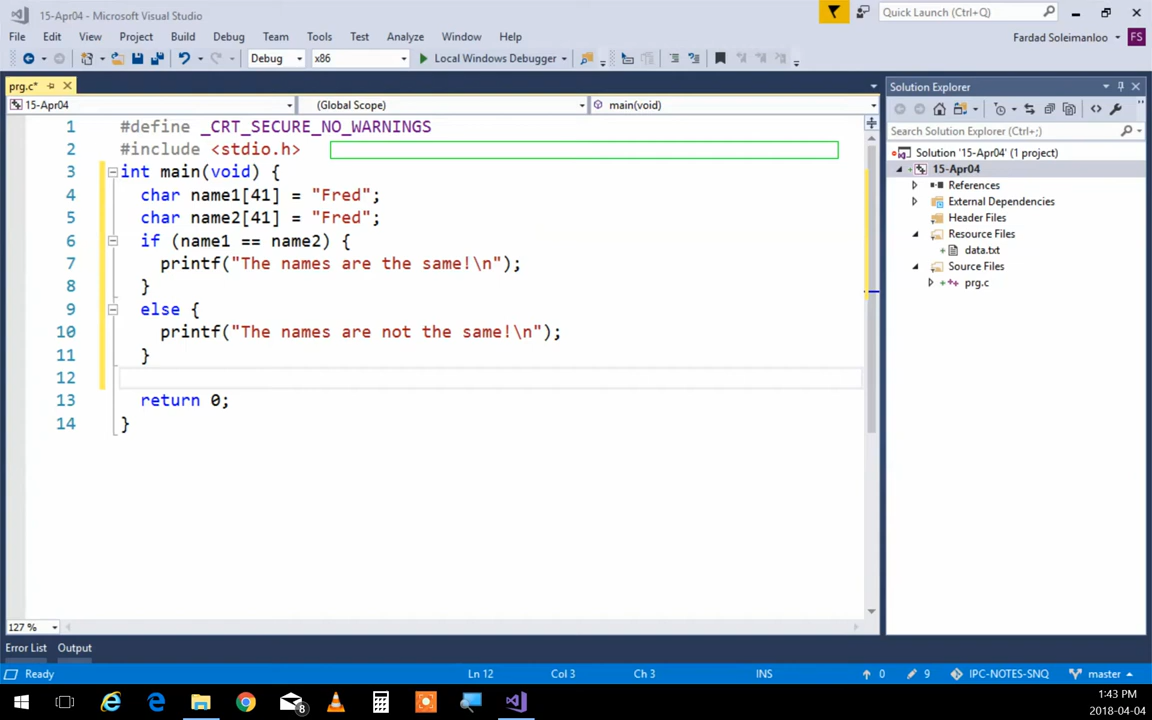 15-Apr04 - Microsoft Visual Studio
Quick Launch (Ctrl+Q)
File Edit View Project Build Debug Team Tools Test Analyze Window Help
Fardad Soleimanloo
FS
Debug x86 Local Windows Debugger
prg.c*
15-Apr04 (Global Scope) main(void)
1 #define _CRT_SECURE_NO_WARNINGS
2 #include <stdio.h>
3 int main(void) {
4 char name1[41] = "Fred";
5 char name2[41] = "Fred";
6 if (name1 == name2) {
7 printf("The names are the same!\n");
8 }
9 else {
10 printf("The names are not the same!\n");
11 }
12
13 return 0;
14 }
127 %
Solution Explorer
Search Solution Explorer (Ctrl+;)
Solution '15-Apr04' (1 project)
15-Apr04
References
External Dependencies
Header Files
Resource Files
data.txt
Source Files
prg.c
Error List Output
Ready Ln 12 Col 3 Ch 3 INS 0 9 IPC-NOTES-SNQ master
8
1:43 PM
2018-04-04